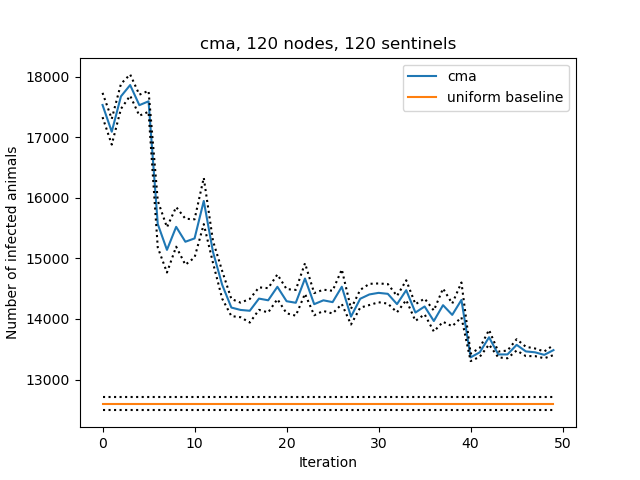 cma, 120 nodes, 120 sentinels
cma
uniform baseline
Number of infected animals
18000
17000
16000
15000
14000
13000
0 10 20 30 40 50
Iteration